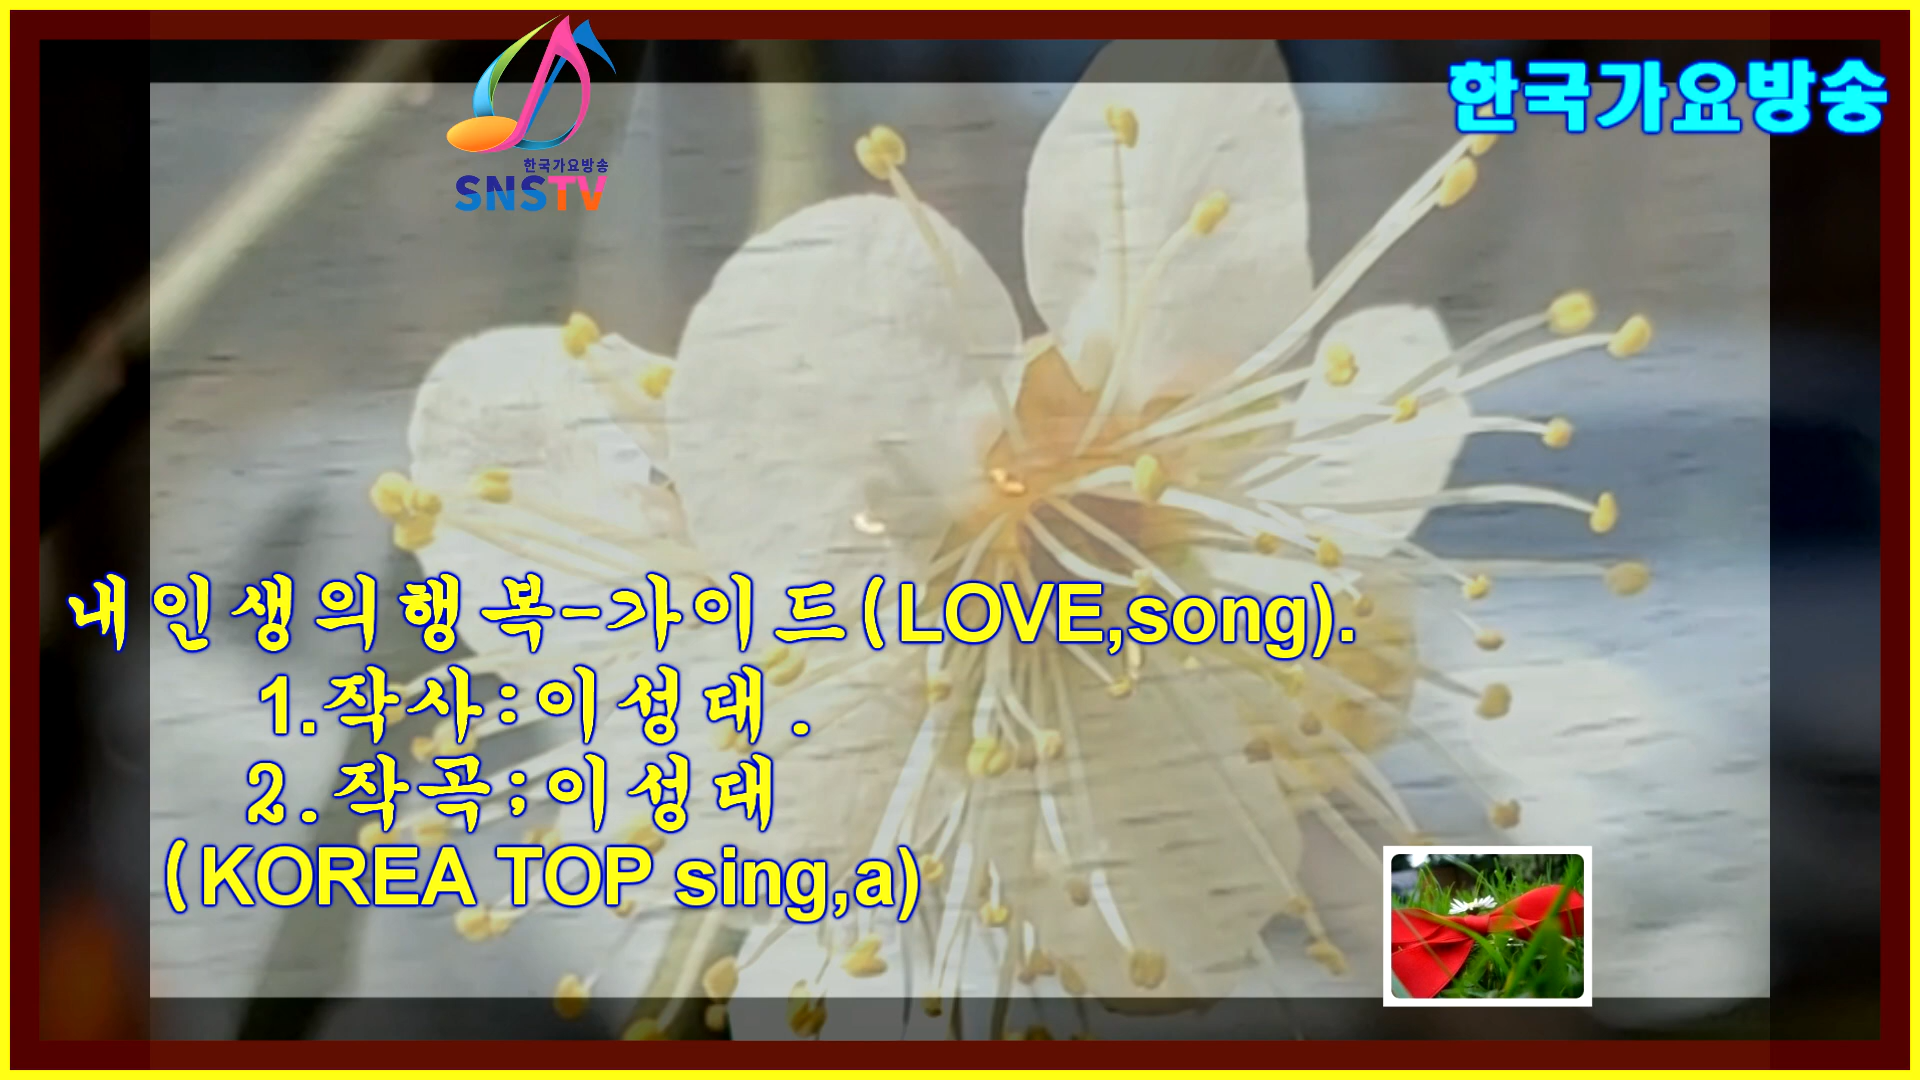 한국가요방송
한국가요방송
SNSTV
내인생의행복-가이드(LOVE,song).
1.작사:이성대.
2.작곡;이성대
(KOREA TOP sing,a)